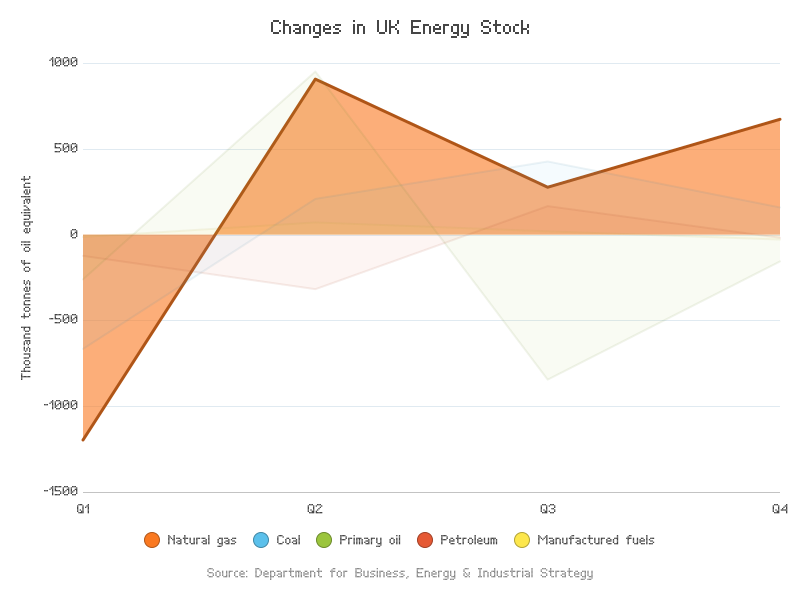 Changes in UK Energy Stock
Thousand tonnes of oil equivalent
1000
500
0
-500
-1000
-1500
Q1 Q2 Q3 Q4
Natural gas Coal Primary oil Petroleum Manufactured fuels
Source: Department for Business, Energy & Industrial Strategy